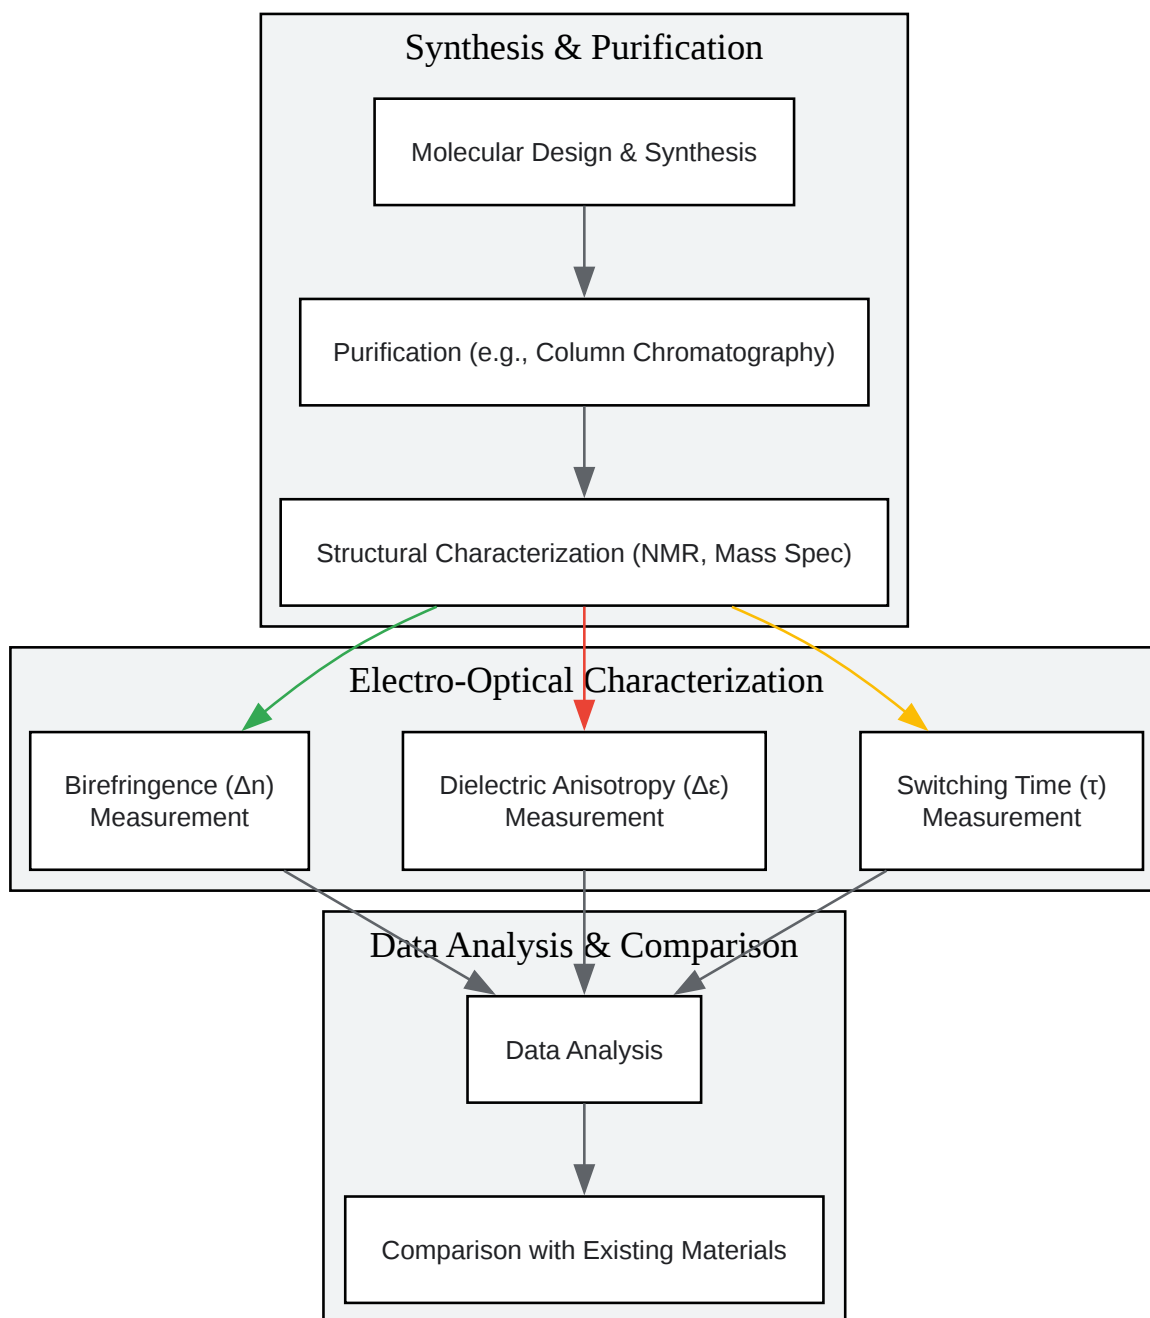 Synthesis & Purification
Molecular Design & Synthesis
Purification (e.g., Column Chromatography)
Structural Characterization (NMR, Mass Spec)
Electro-Optical Characterization
Birefringence (Δn)
Measurement
Dielectric Anisotropy (Δε)
Measurement
Switching Time (τ)
Measurement
Data Analysis & Comparison
Data Analysis
Comparison with Existing Materials